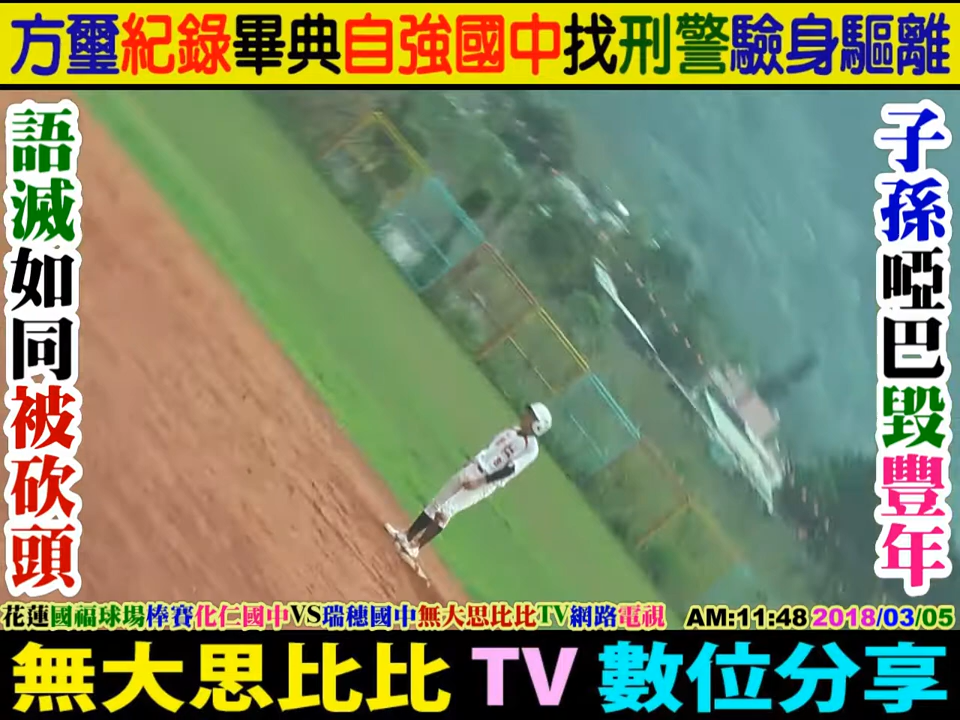 方璽紀錄畢典自強國中找刑警驗身驅離
語滅如同被砍頭
子孫啞巴毀豐年
花蓮國福球場棒賽化仁國中VS瑞穗國中無大思比比TV網路電視 AM:11:48 2018/03/05
無大思比比 TV 數位分享